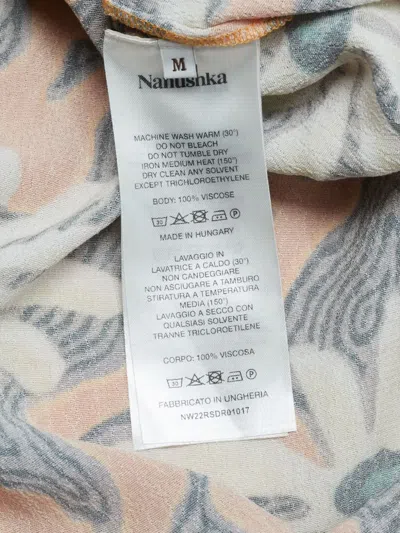 M
Nanushka
MACHINE WASH WARM (30°)
DO NOT BLEACH
DO NOT TUMBLE DRY
IRON MEDIUM HEAT (150°)
DRY CLEAN ANY SOLVENT
EXCEPT TRICHLOROETHYLENE
BODY: 100% VISCOSE
30
P
MADE IN HUNGARY
LAVAGGIO IN
LAVATRICE A CALDO (30°)
NON CANDEGGIARE
NON ASCIUGARE A TAMBURO
STIRATURA A TEMPERATURA
MEDIA (150°)
LAVAGGIO A SECCO CON
QUALSIASI SOLVENTE
TRANNE TRICLOROETILENE
CORPO: 100% VISCOSA
30
P
FABBRICATO IN UNGHERIA
NW22RSDR01017